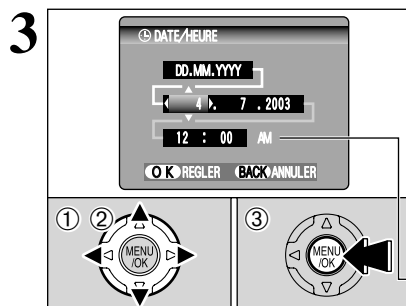 3
DATE/HEURE
DD.MM.YYYY
4 . 7 . 2003
12 : 00 AM
OK REGLER BACK ANNULER
① ②
MENU
/OK
③
MENU
/OK